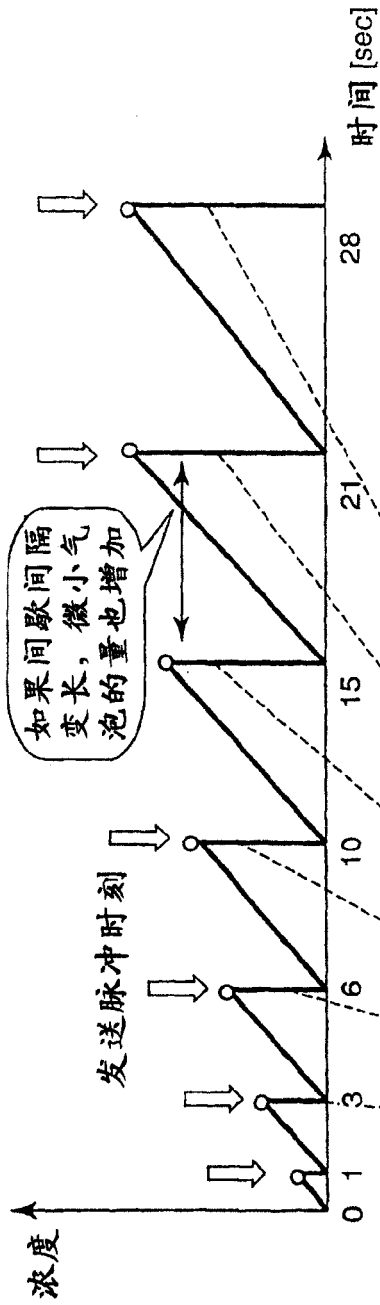 浓度
发送脉冲时刻
如果间歇间隔
变长，微小气
泡的量也增加
0 1 3 6 10 15 21 28
时间 [sec]